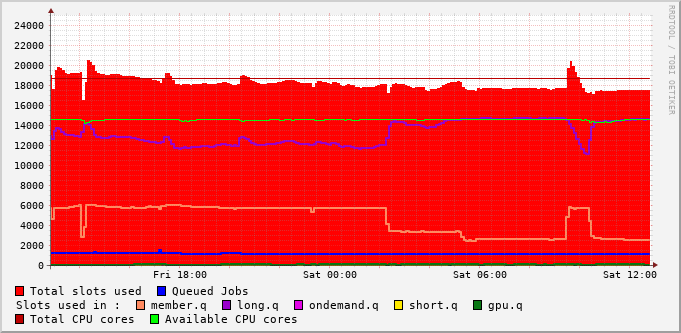 24000
22000
20000
18000
16000
14000
12000
10000
8000
6000
4000
2000
0
Fri 18:00 Sat 00:00 Sat 06:00 Sat 12:00
RRDTOOL / TOBI OETIKER
Total slots used Queued Jobs
Slots used in : member.q long.q ondemand.q short.q gpu.q
Total CPU cores Available CPU cores